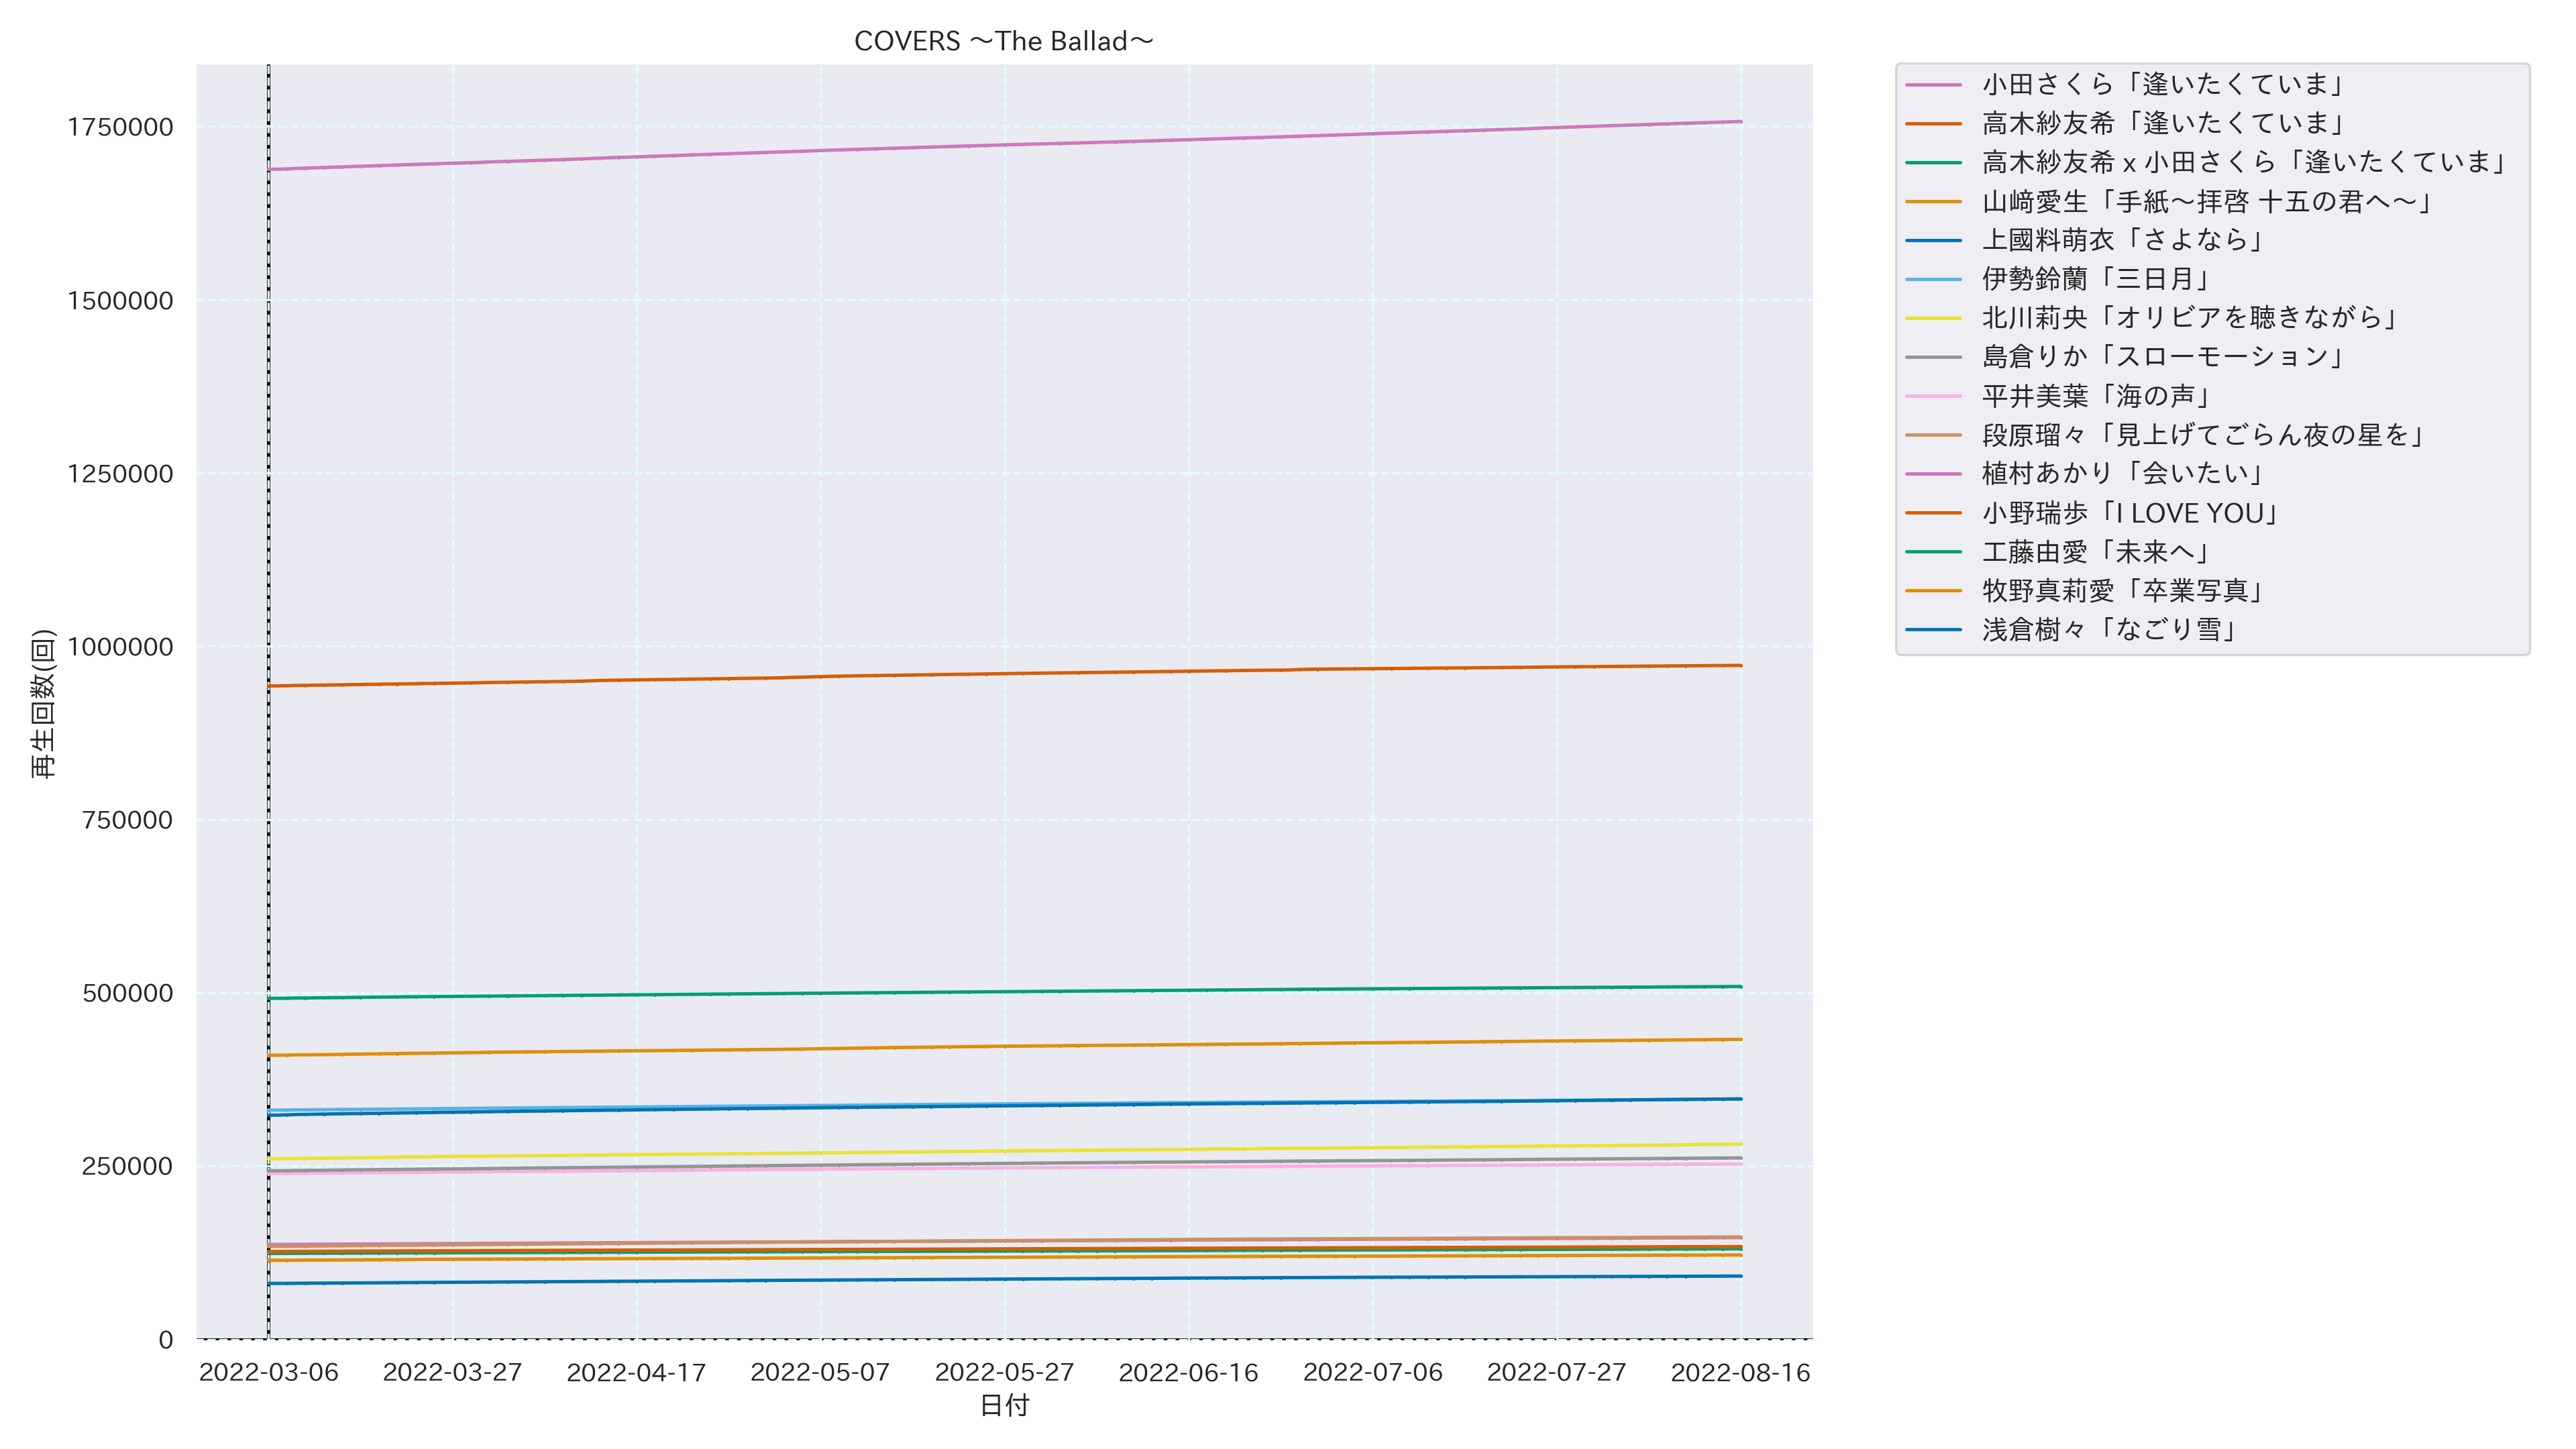 COVERS ～The Ballad～
再生回数(回)
1750000
1500000
1250000
1000000
750000
500000
250000
0
2022-03-06
2022-03-27
2022-04-17
2022-05-07
2022-05-27
2022-06-16
2022-07-06
2022-07-27
2022-08-16
日付
小田さくら「逢いたくていま」
高木紗友希「逢いたくていま」
高木紗友希 x 小田さくら「逢いたくていま」
山﨑愛生「手紙～拝啓 十五の君へ～」
上國料萌衣「さよなら」
伊勢鈴蘭「三日月」
北川莉央「オリビアを聴きながら」
島倉りか「スローモーション」
平井美葉「海の声」
段原瑠々「見上げてごらん夜の星を」
植村あかり「会いたい」
小野瑞歩「I LOVE YOU」
工藤由愛「未来へ」
牧野真莉愛「卒業写真」
浅倉樹々「なごり雪」